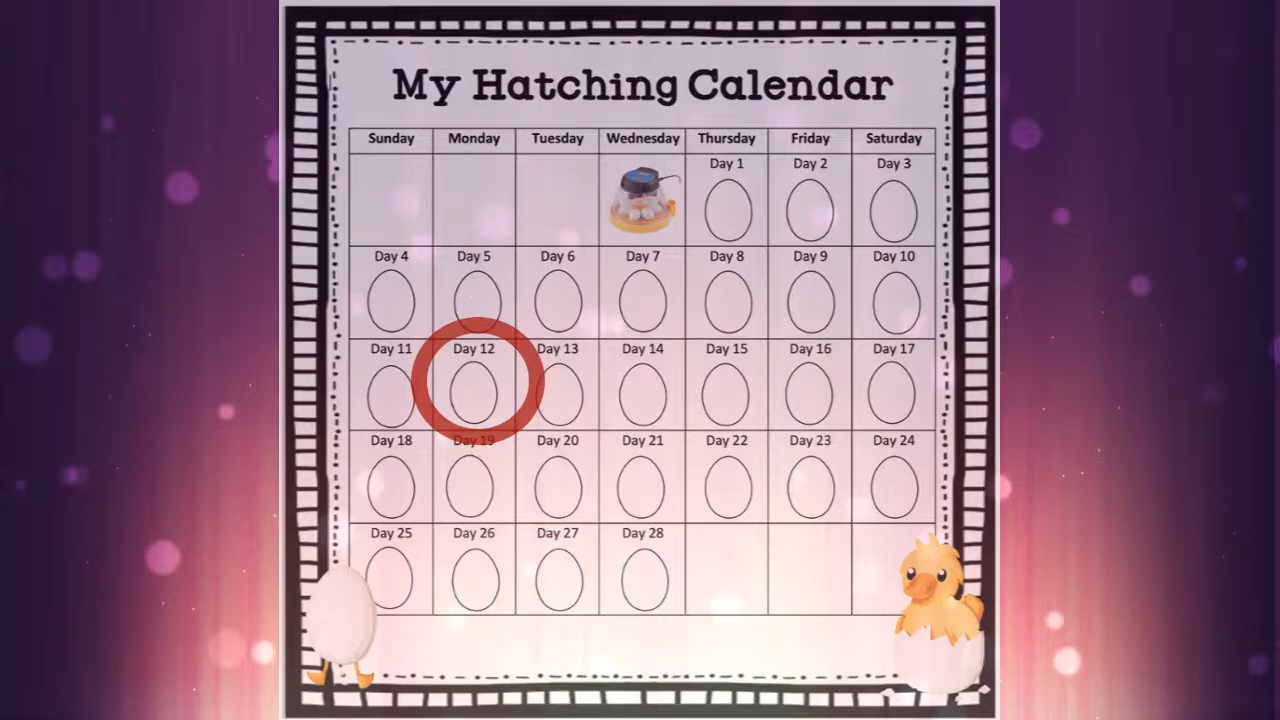 My Hatching Calendar
Sunday Monday Tuesday Wednesday Thursday Friday Saturday
Day 1 Day 2 Day 3
Day 4 Day 5 Day 6 Day 7 Day 8 Day 9 Day 10
Day 11 Day 12 Day 13 Day 14 Day 15 Day 16 Day 17
Day 18 Day 19 Day 20 Day 21 Day 22 Day 23 Day 24
Day 25 Day 26 Day 27 Day 28